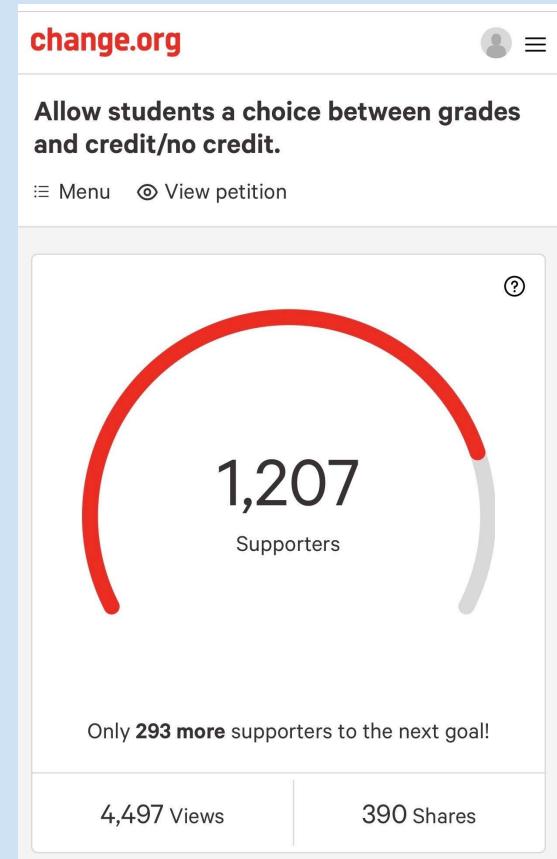 change.org
Allow students a choice between grades
and credit/no credit.
Menu View petition
?
1,207
Supporters
Only 293 more supporters to the next goal!
4,497 Views 390 Shares